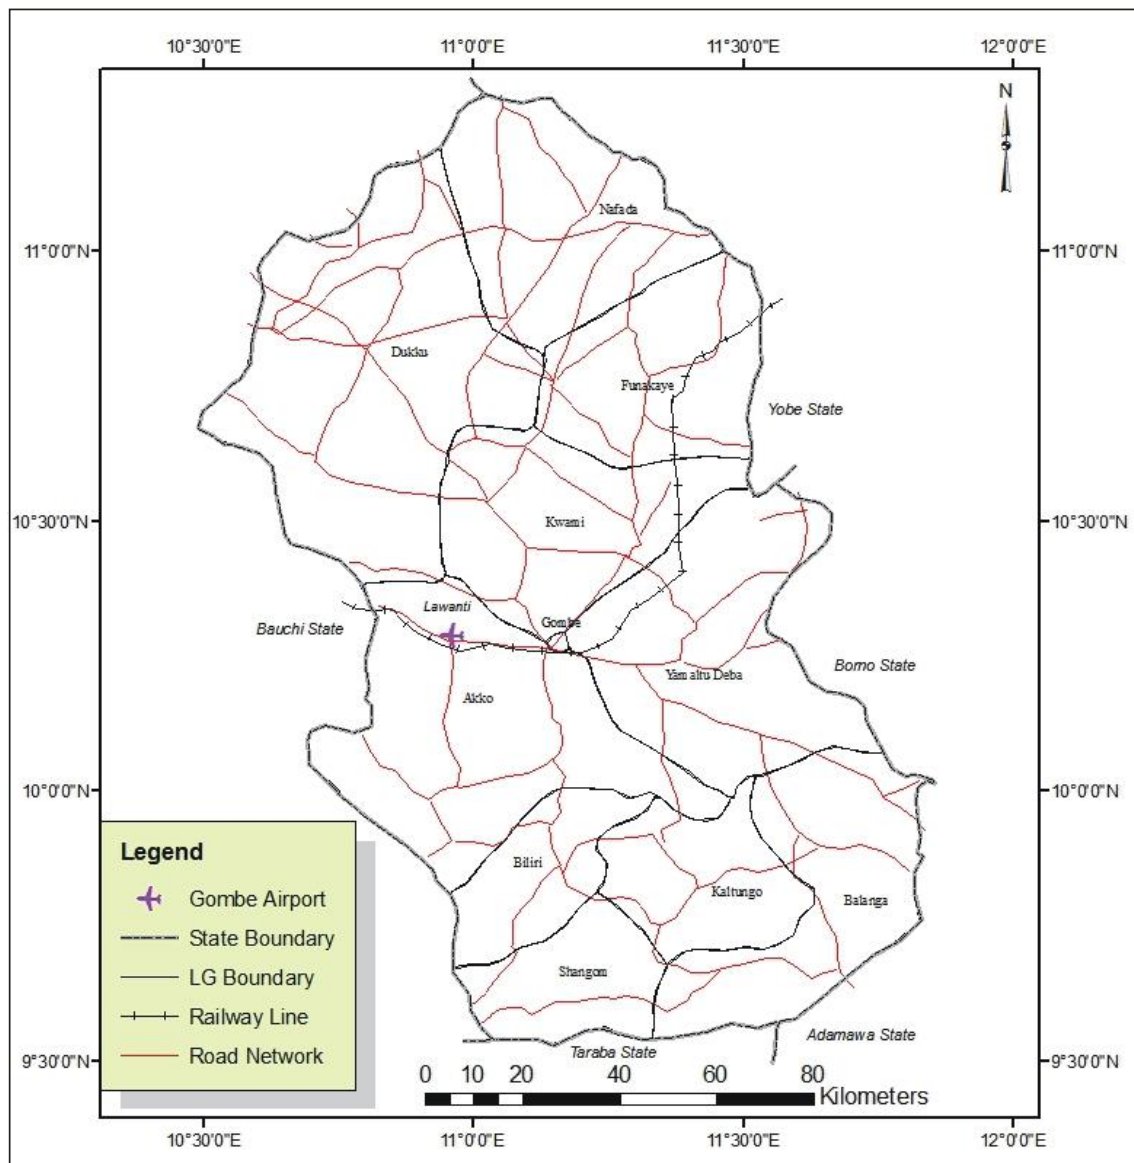 10°30'0"E 11°0'0"E 11°30'0"E 12°0'0"E
N
Nafada
11°0'0"N 11°0'0"N
Dukku
Funakaye
Yobe State
10°30'0"N Kwami 10°30'0"N
Lawanti
Gombe
Bauchi State
Borno State
Yamaltu Deba
Akko
10°0'0"N 10°0'0"N
Legend
Gombe Airport
State Boundary
LG Boundary
Railway Line
Road Network
Biliri
Kaltungo
Balanga
Shangom
Adamawa State
Taraba State
9°30'0"N 9°30'0"N
0 10 20 40 60 80
Kilometers
10°30'0"E 11°0'0"E 11°30'0"E 12°0'0"E